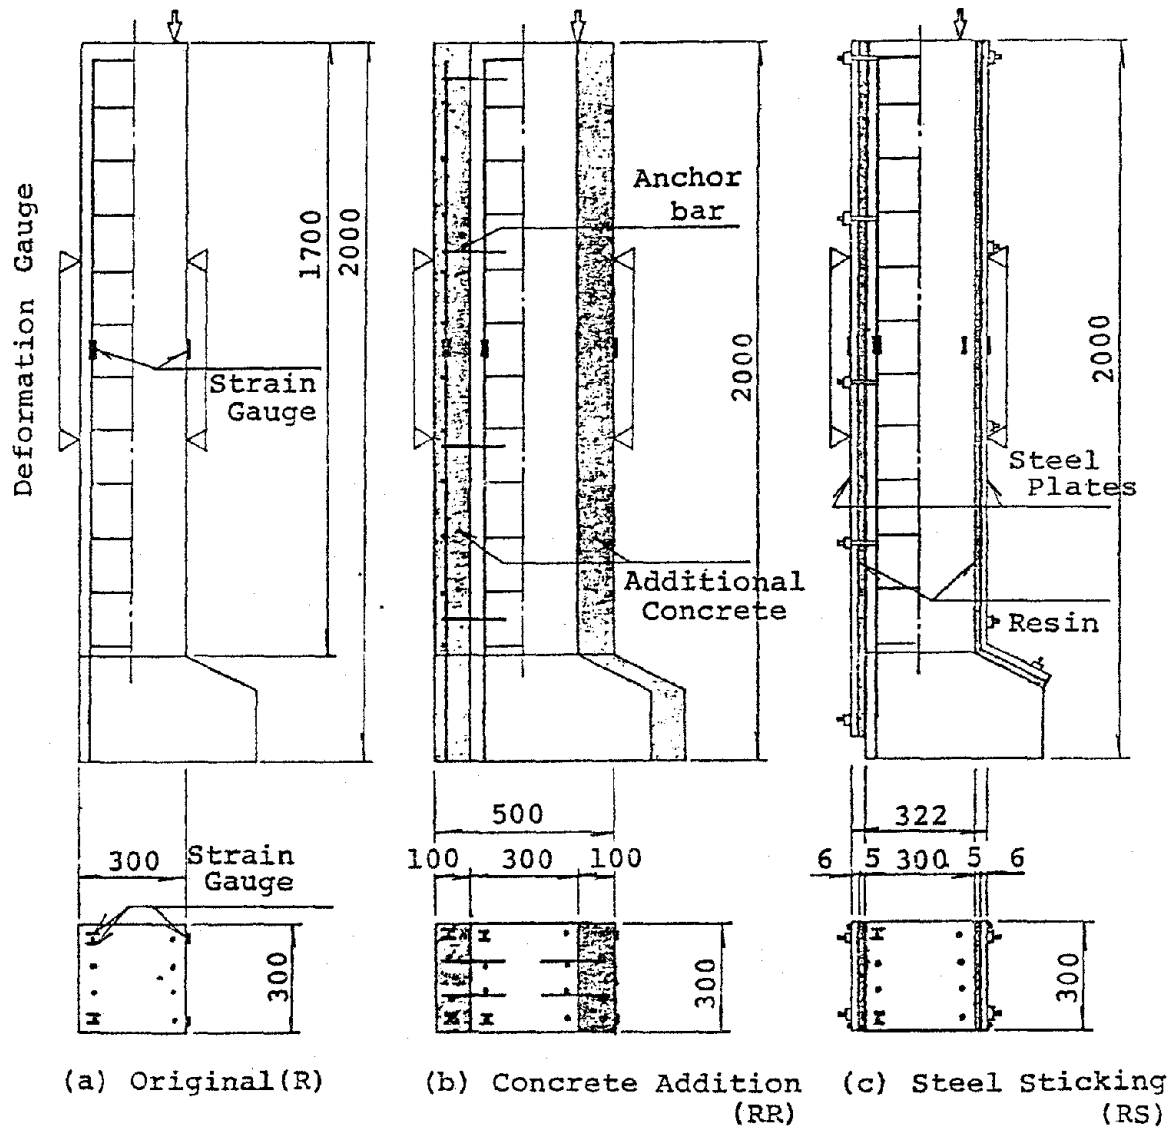 Deformation Gauge
1700
2000
Strain
Gauge
300
Strain
Gauge
300
(a) Original(R)
Anchor
bar
2000
Additional
Concrete
500
100 300 100
300
(b) Concrete Addition
(RR)
2000
Steel
Plates
Resin
322
6 5 300 5 6
300
(c) Steel Sticking
(RS)